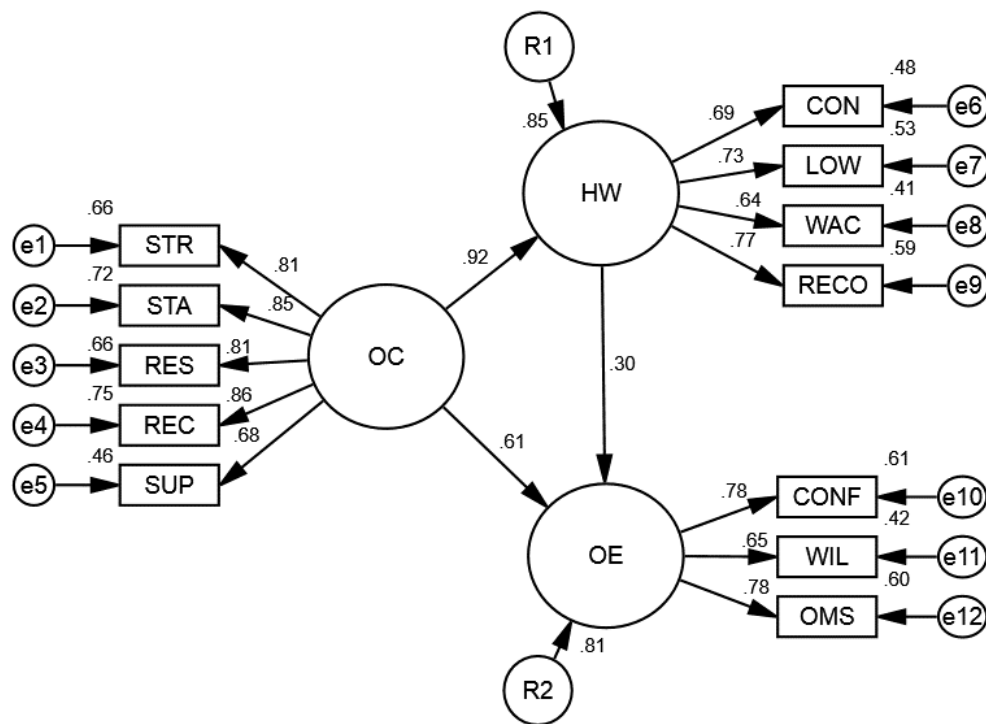 R1
.85
.48
.69
CON
e6
.53
.73
LOW
e7
HW
.41
.64
WAC
e8
.59
.77
RECO
e9
.66
e1
STR
.81
.92
.72
e2
STA
.85
.66
e3
RES
.81
OC
.30
.75
e4
REC
.86
.46
e5
SUP
.68
.61
.61
.78
CONF
e10
.42
OE
.65
WIL
e11
.60
.78
OMS
e12
.81
R2